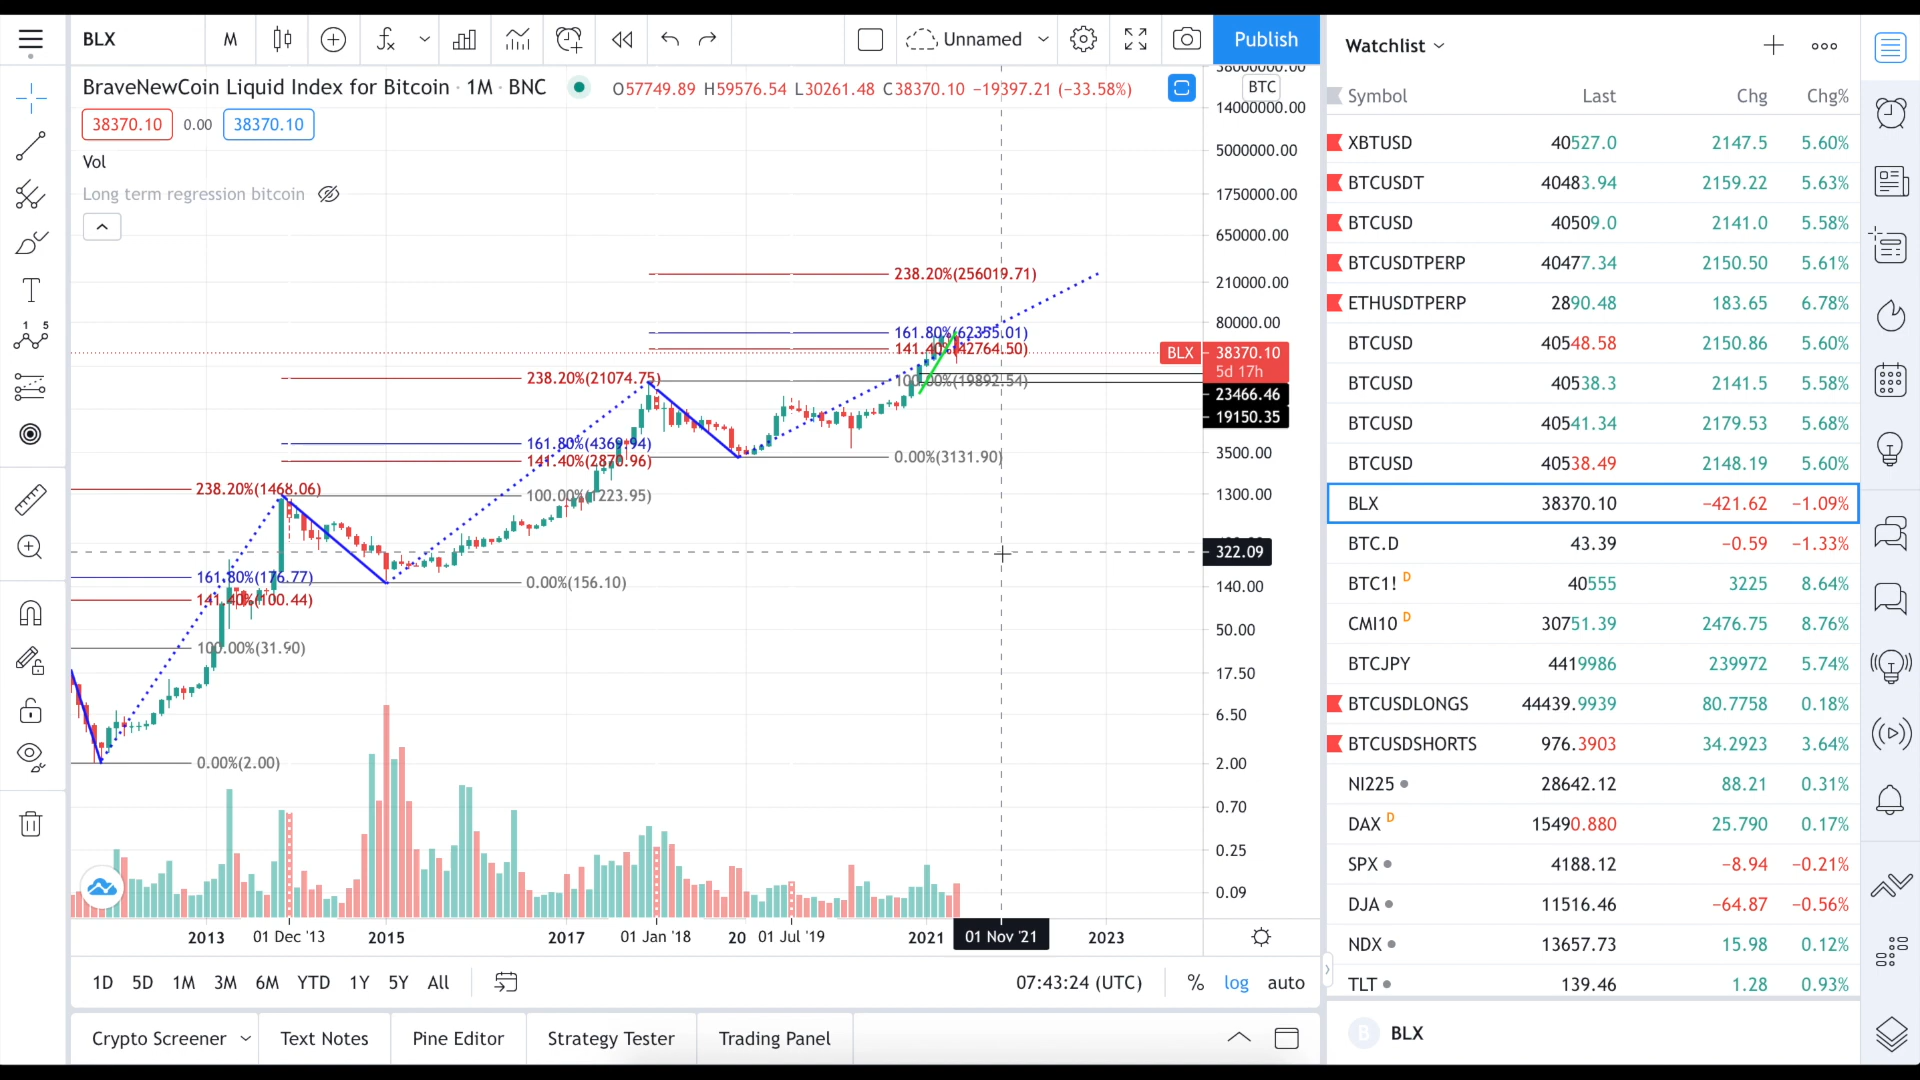 BLX M Unnamed Publish
BraveNewCoin Liquid Index for Bitcoin · 1M · BNC O57749.89 H59576.54 L30261.48 C38370.10 −19397.21 (−33.58%)
38370.10 0.00 38370.10
Vol
Long term regression bitcoin
BTC
14000000.00
5000000.00
1750000.00
650000.00
210000.00
80000.00
BLX 38370.10
5d 17h
23466.46
19150.35
3500.00
1300.00
322.09
140.00
50.00
17.50
6.50
2.00
0.70
0.25
0.09
238.20%(256019.71)
161.80%(62355.01)
141.40%(42764.50)
100.00%(19892.54)
0.00%(3131.90)
238.20%(21074.75)
161.80%(4369.94)
141.40%(2870.96)
100.00%(1223.95)
0.00%(156.10)
238.20%(1468.06)
161.80%(176.77)
141.40%(100.44)
100.00%(31.90)
0.00%(2.00)
2013 01 Dec '13 2015 2017 01 Jan '18 20 01 Jul '19 2021 01 Nov '21 2023
1D 5D 1M 3M 6M YTD 1Y 5Y All 07:43:24 (UTC) % log auto
Crypto Screener Text Notes Pine Editor Strategy Tester Trading Panel
Watchlist
Symbol Last Chg Chg%
XBTUSD 40527.0 2147.5 5.60%
BTCUSDT 40483.94 2159.22 5.63%
BTCUSD 40509.0 2141.0 5.58%
BTCUSDTPERP 40477.34 2150.50 5.61%
ETHUSDTPERP 2890.48 183.65 6.78%
BTCUSD 40548.58 2150.86 5.60%
BTCUSD 40538.3 2141.5 5.58%
BTCUSD 40541.34 2179.53 5.68%
BTCUSD 40538.49 2148.19 5.60%
BLX 38370.10 −421.62 −1.09%
BTC.D 43.39 −0.59 −1.33%
BTC1! D 40555 3225 8.64%
CMI10 D 30751.39 2476.75 8.76%
BTCJPY 4419986 239972 5.74%
BTCUSDLONGS 44439.9939 80.7758 0.18%
BTCUSDSHORTS 976.3903 34.2923 3.64%
NI225 28642.12 88.21 0.31%
DAX D 15490.880 25.790 0.17%
SPX 4188.12 −8.94 −0.21%
DJA 11516.46 −64.87 −0.56%
NDX 13657.73 15.98 0.12%
TLT 139.46 1.28 0.93%
B BLX